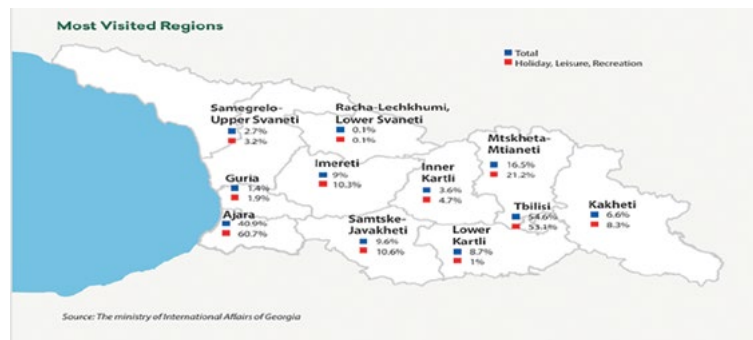 Most Visited Regions
Total
Holiday, Leisure, Recreation
Samegrelo-
Upper Svaneti
2.7%
3.2%
Racha-Lechkhumi,
Lower Svaneti
0.1%
0.1%
Mtskheta-
Mtianeti
16.5%
21.2%
Imereti
9%
10.3%
Inner
Kartli
3.6%
4.7%
Guria
1.4%
1.9%
Tbilisi
54.6%
53.1%
Kakheti
6.6%
8.3%
Ajara
40.9%
60.7%
Samtske-
Javakheti
9.6%
10.6%
Lower
Kartli
8.7%
1%
Source: The ministry of International Affairs of Georgia